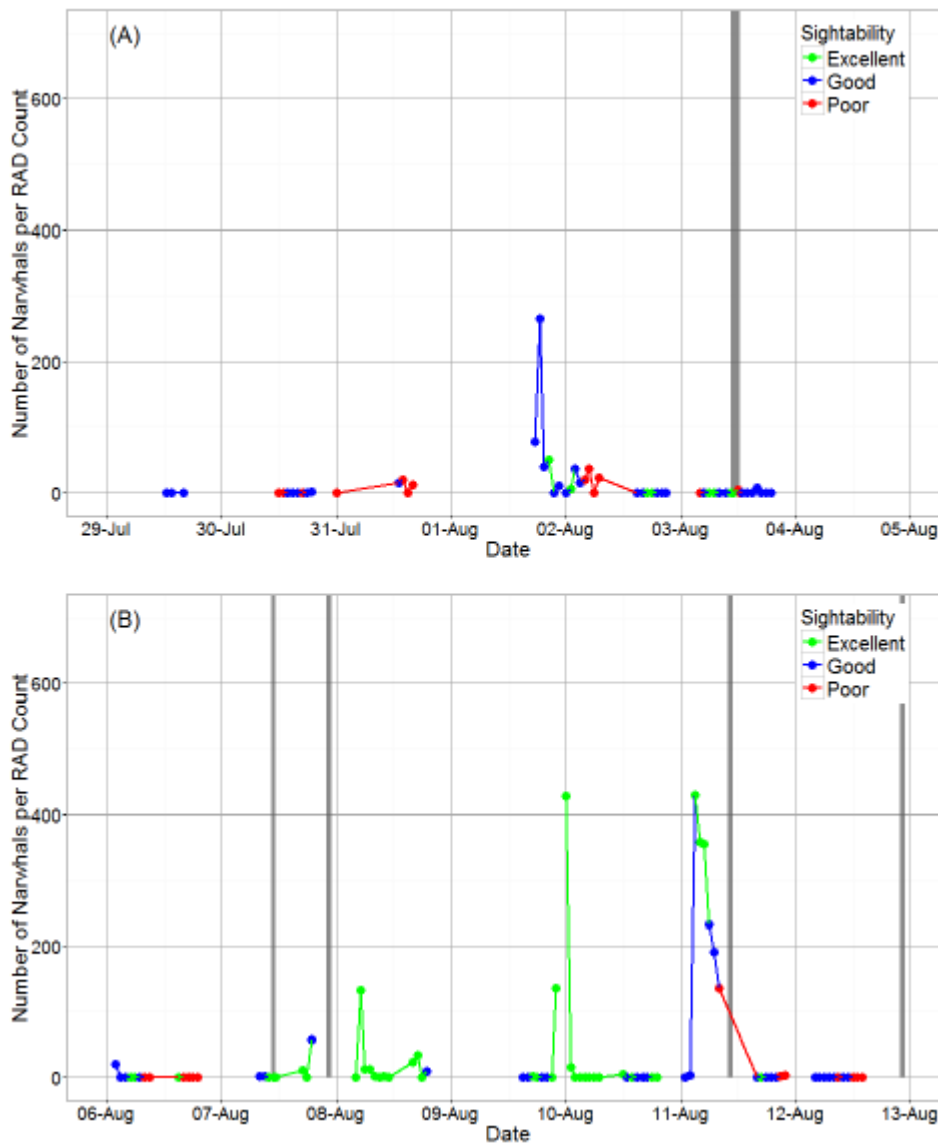 (A)
Sightability
Excellent
Good
Poor
Number of Narwhals per RAD Count
600
400
200
0
29-Jul 30-Jul 31-Jul 01-Aug 02-Aug 03-Aug 04-Aug 05-Aug
Date
(B)
Sightability
Excellent
Good
Poor
Number of Narwhals per RAD Count
600
400
200
0
06-Aug 07-Aug 08-Aug 09-Aug 10-Aug 11-Aug 12-Aug 13-Aug
Date